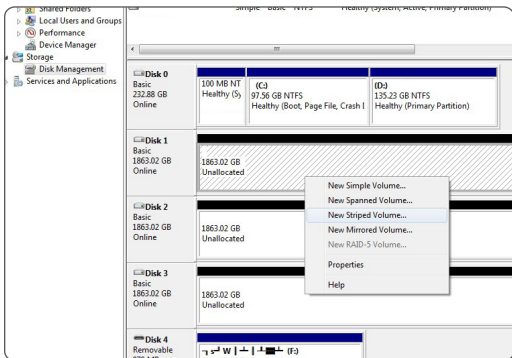 Shared Folders
Local Users and Groups
Performance
Device Manager
Storage
Disk Management
Services and Applications
Simple Basic NTFS Healthy (System, Active, Primary Partition)
Disk 0
Basic
232.88 GB
Online
100 MB NT
Healthy (Sy
(C:)
97.56 GB NTFS
Healthy (Boot, Page File, Crash
(D:)
135.23 GB NTFS
Healthy (Primary Partition)
Disk 1
Basic
1863.02 GB
Online
1863.02 GB
Unallocated
New Simple Volume...
New Spanned Volume...
New Striped Volume...
New Mirrored Volume...
New RAID-5 Volume...
Properties
Help
Disk 2
Basic
1863.02 GB
Online
1863.02 GB
Unallocated
Disk 3
Basic
1863.02 GB
Online
1863.02 GB
Unallocated
Disk 4
Removable
(F:)